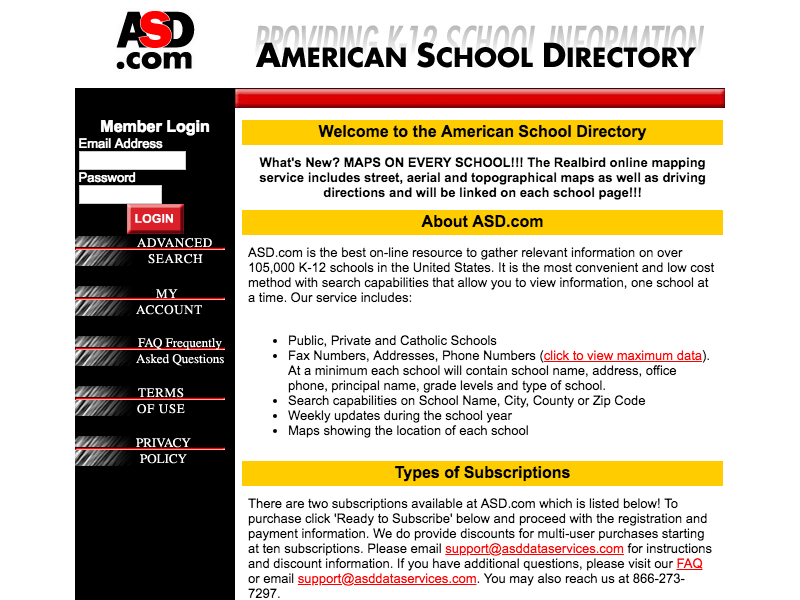 ASD
.com
PROVIDING K-12 SCHOOL INFORMATION
AMERICAN SCHOOL DIRECTORY
Member Login
Email Address
Password
LOGIN
ADVANCED
SEARCH
MY
ACCOUNT
FAQ Frequently
Asked Questions
TERMS
OF USE
PRIVACY
POLICY
Welcome to the American School Directory
What's New? MAPS ON EVERY SCHOOL!!! The Realbird online mapping
service includes street, aerial and topographical maps as well as driving
directions and will be linked on each school page!!!
About ASD.com
ASD.com is the best on-line resource to gather relevant information on over
105,000 K-12 schools in the United States. It is the most convenient and low cost
method with search capabilities that allow you to view information, one school at
a time. Our service includes:
• Public, Private and Catholic Schools
• Fax Numbers, Addresses, Phone Numbers (click to view maximum data).
At a minimum each school will contain school name, address, office
phone, principal name, grade levels and type of school.
• Search capabilities on School Name, City, County or Zip Code
• Weekly updates during the school year
• Maps showing the location of each school
Types of Subscriptions
There are two subscriptions available at ASD.com which is listed below! To
purchase click 'Ready to Subscribe' below and proceed with the registration and
payment information. We do provide discounts for multi-user purchases starting
at ten subscriptions. Please email support@asddataservices.com for instructions
and discount information. If you have additional questions, please visit our FAQ
or email support@asddataservices.com. You may also reach us at 866-273-
7297.